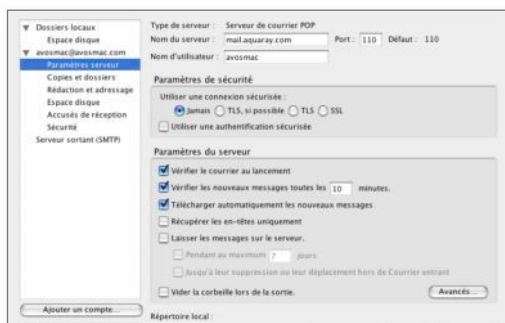 Dossiers locaux
Espace disque
avosmac@avosmac.com
Paramètres serveur
Copies et dossiers
Rédaction et adressage
Espace disque
Accusés de réception
Sécurité
Serveur sortant (SMTP)
Ajouter un compte...
Type de serveur : Serveur de courrier POP
Nom du serveur : mail.aquaray.com Port : 110 Défaut : 110
Nom d'utilisateur : avosmac
Paramètres de sécurité
Utiliser une connexion sécurisée :
Jamais TLS, si possible TLS SSL
Utiliser une authentification sécurisée
Paramètres du serveur
Vérifier le courrier au lancement
Vérifier les nouveaux messages toutes les 10 minutes.
Télécharger automatiquement les nouveaux messages
Récupérer les en-têtes uniquement
Laisser les messages sur le serveur.
Pendant au maximum 7 jours.
Jusqu'à leur suppression ou leur déplacement hors de Courrier entrant
Vider la corbeille lors de la sortie. Avancés...
Répertoire local :